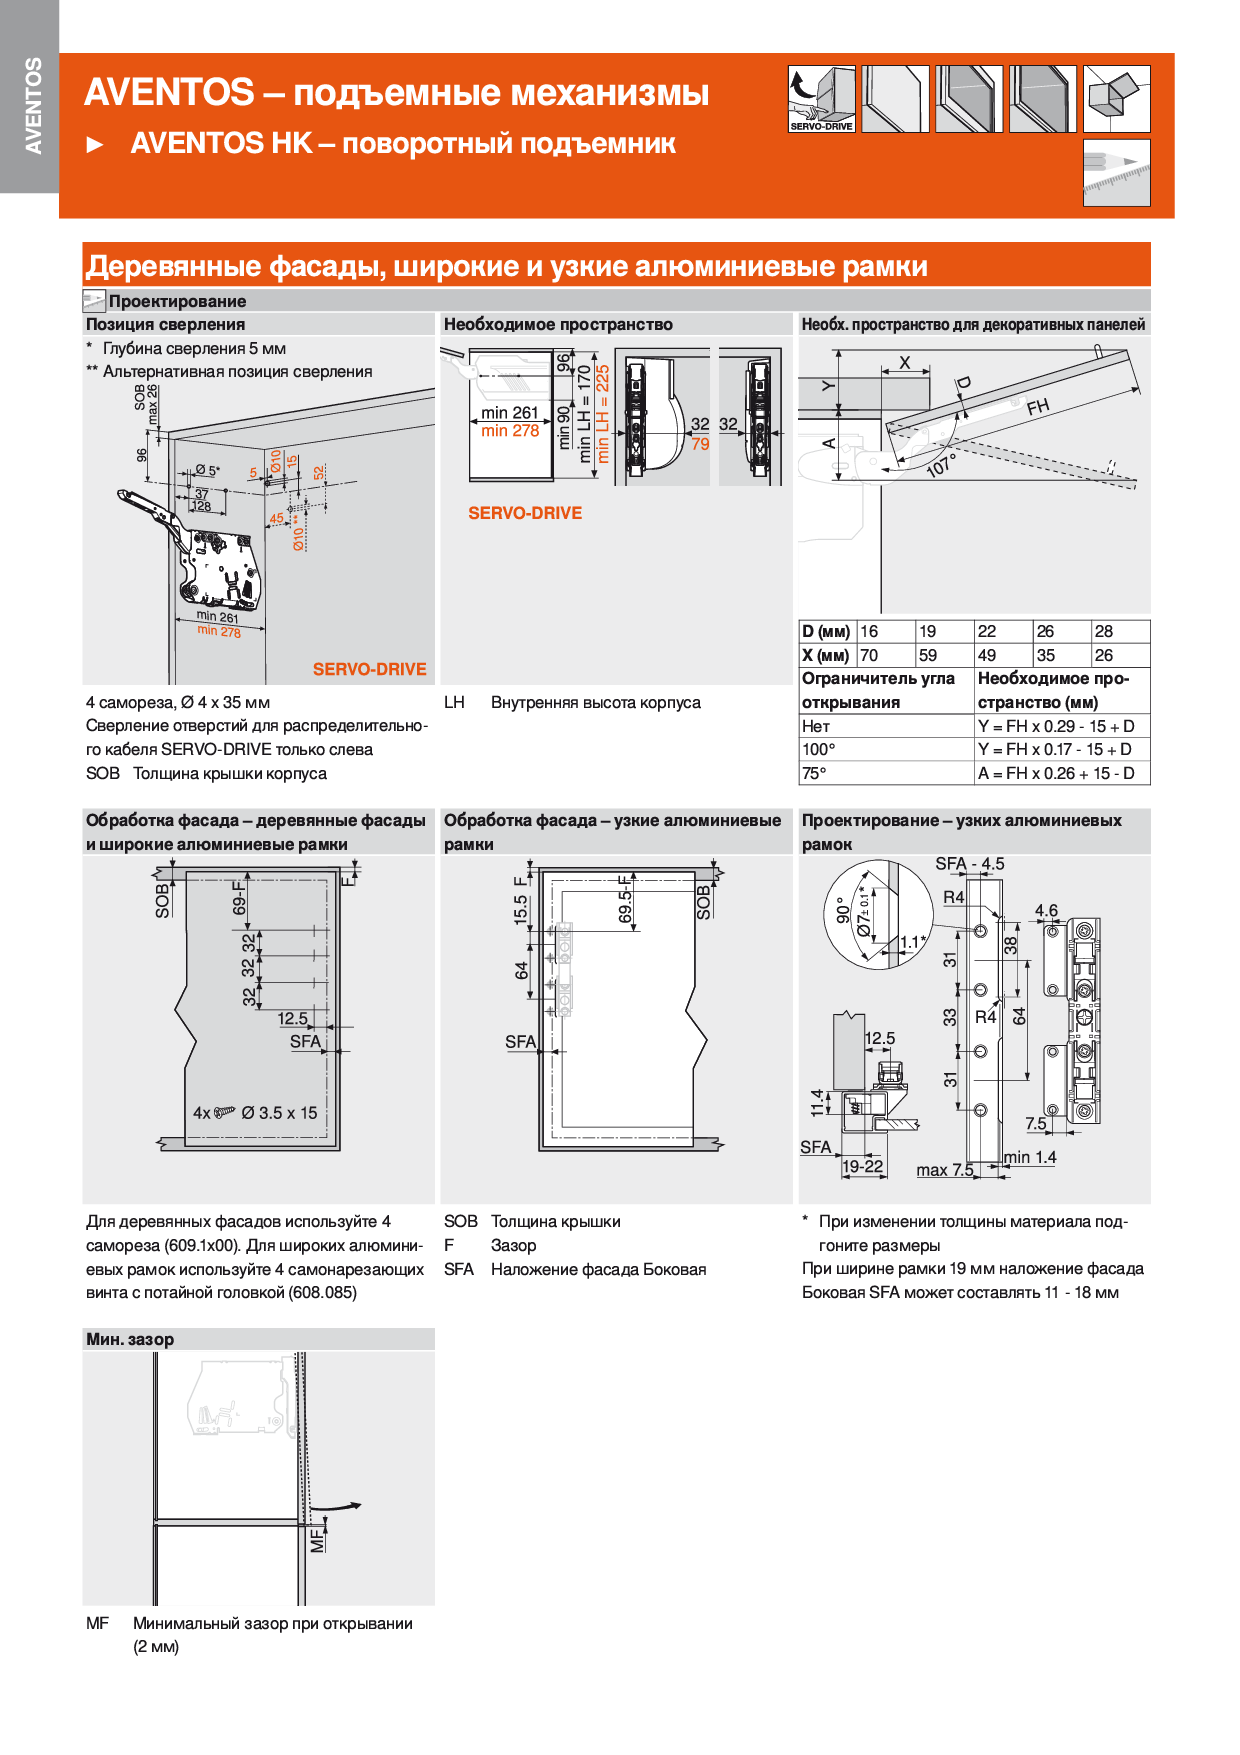 AVENTOS
AVENTOS – подъемные механизмы
► AVENTOS HK – поворотный подъемник
SERVO-DRIVE
Деревянные фасады, широкие и узкие алюминиевые рамки
Проектирование
Позиция сверления
* Глубина сверления 5 мм
** Альтернативная позиция сверления
SOB
max 26
96
Ø 5*
37
128
5
Ø10
15
52
45
Ø10 **
min 261
min 278
SERVO-DRIVE
4 самореза, Ø 4 x 35 мм
Сверление отверстий для распределительно-
го кабеля SERVO-DRIVE только слева
SOB Толщина крышки корпуса
Необходимое пространство
96
min 261
min 278
min 90
min LH = 170
min LH = 225
32
79
32
SERVO-DRIVE
LH Внутренняя высота корпуса
Необх. пространство для декоративных панелей
X
Y
D
FH
A
107°
D (мм) 16 19 22 26 28
X (мм) 70 59 49 35 26
Ограничитель угла Необходимое про-
открывания странство (мм)
Нет Y = FH x 0.29 - 15 + D
100° Y = FH x 0.17 - 15 + D
75° A = FH x 0.26 + 15 - D
Обработка фасада – деревянные фасады
и широкие алюминиевые рамки
SOB
69-F
F
32
32
32
12.5
SFA
4x Ø 3.5 x 15
Для деревянных фасадов используйте 4
самореза (609.1x00). Для широких алюмини-
евых рамок используйте 4 самонарезающих
винта с потайной головкой (608.085)
Обработка фасада – узкие алюминиевые
рамки
F
15.5
69.5-F
SOB
64
SFA
SOB Толщина крышки
F Зазор
SFA Наложение фасада Боковая
Проектирование – узких алюминиевых
рамок
SFA - 4.5
90°
Ø7± 0.1*
1.1*
R4
4.6
31
38
33
R4
64
31
12.5
11.4
7.5
SFA
19-22
max 7.5
min 1.4
* При изменении толщины материала под-
гоните размеры
При ширине рамки 19 мм наложение фасада
Боковая SFA может составлять 11 - 18 мм
Мин. зазор
MF
MF Минимальный зазор при открывании
(2 мм)